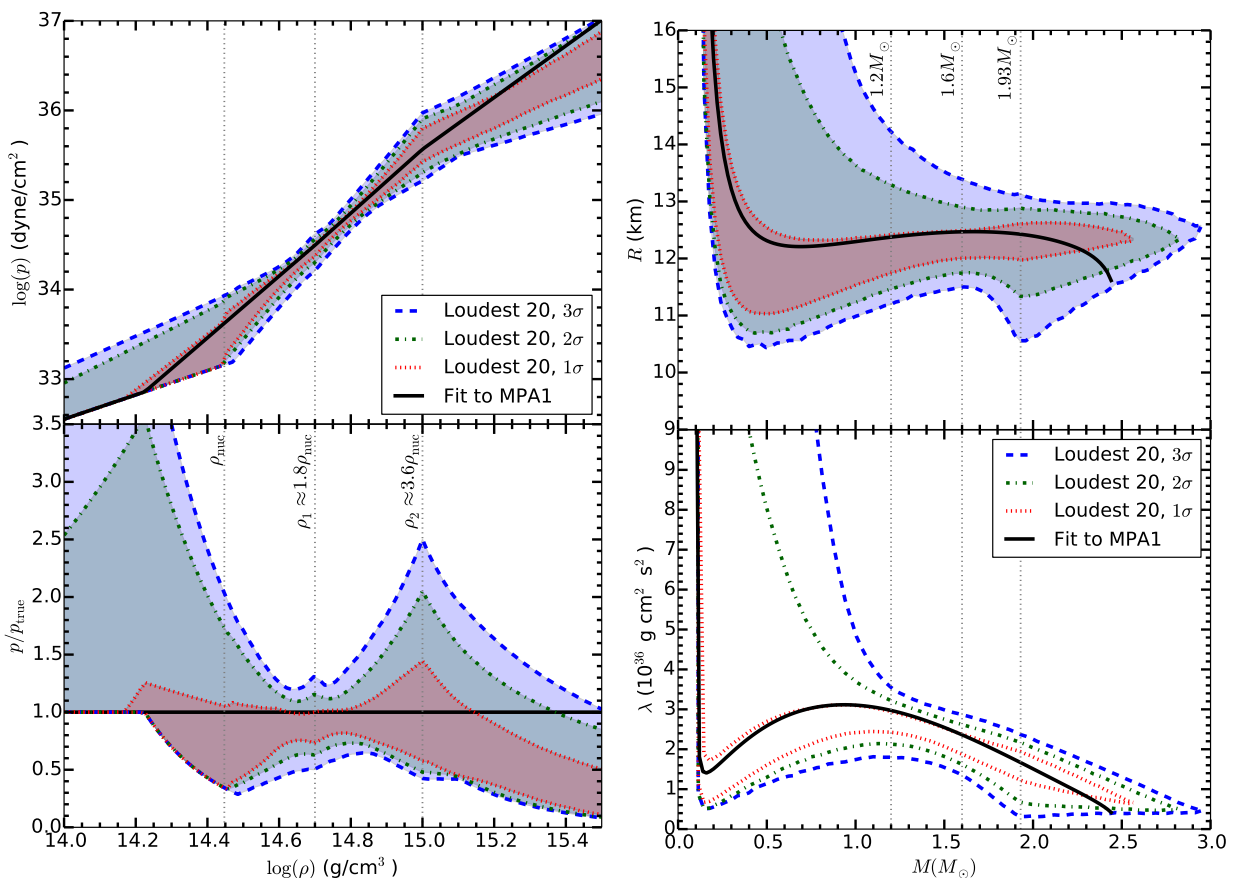 37
36
35
34
33
log(p) (dyne/cm²)
Loudest 20, 3σ
Loudest 20, 2σ
Loudest 20, 1σ
Fit to MPA1
3.5
3.0
2.5
2.0
1.5
1.0
0.5
0.0
p/p_true
ρ_nuc
ρ₁ ≈1.8ρ_nuc
ρ₂ ≈3.6ρ_nuc
14.0 14.2 14.4 14.6 14.8 15.0 15.2 15.4
log(ρ) (g/cm³)
16
15
14
13
12
11
10
9
R (km)
1.2M_⊙
1.6M_⊙
1.93M_⊙
9
8
7
6
5
4
3
2
1
0
λ (10³⁶ g cm² s²)
Loudest 20, 3σ
Loudest 20, 2σ
Loudest 20, 1σ
Fit to MPA1
0.0 0.5 1.0 1.5 2.0 2.5 3.0
M(M_⊙)